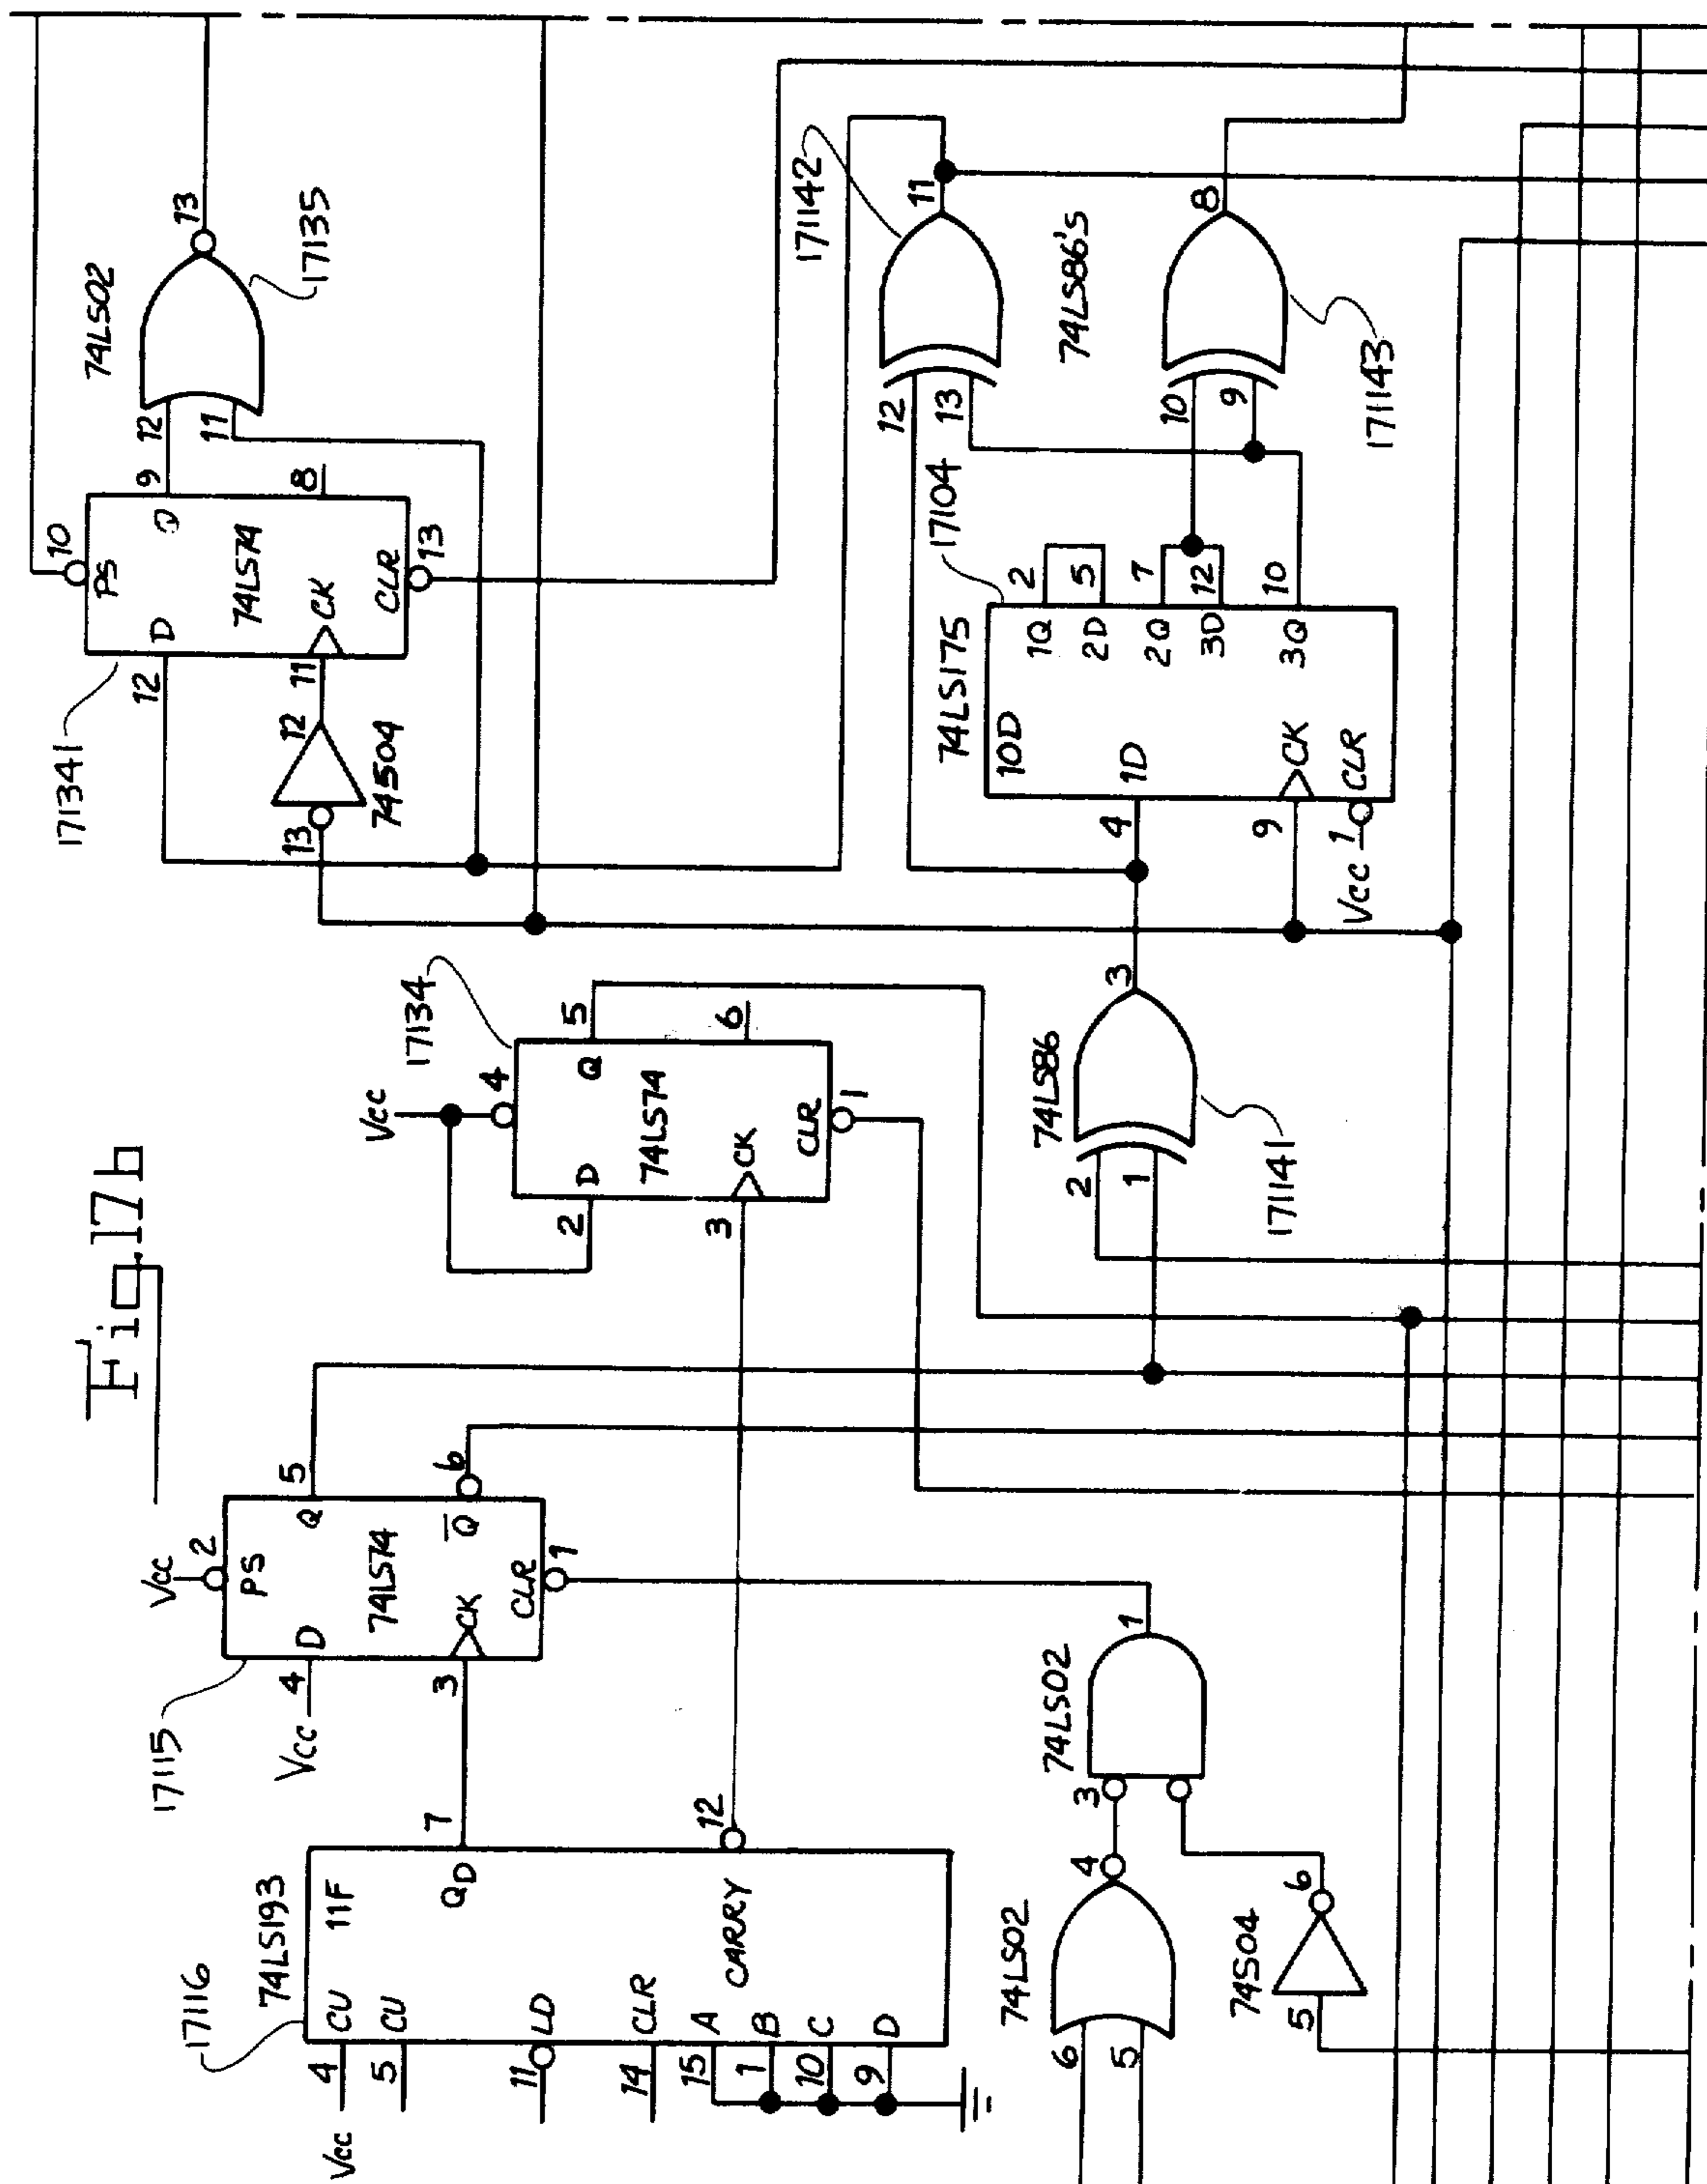 Fig. 17b
17116
74LS193
11F
Vcc
4
CU
5
CU
11
LD
14
CLR
15
A
1
B
10
C
9
D
QD
7
CARRY
12
17115
Vcc
2
PS
Vcc
4
D
74LS74
3
CK
CLR
1
Q
5
Q
6
74LS02
6
5
4
74S04
5
6
74LS02
3
1
17134
Vcc
4
2
D
74LS74
3
CK
CLR
1
Q
5
6
74LS86
2
1
3
171141
171341
10
PS
12
D
74LS74
13
12
74S04
11
CK
CLR
13
Q
9
8
74LS02
12
11
13
17135
74LS175
17104
10D
4
1D
9
CK
Vcc
1
CLR
1Q
2
2D
5
2Q
7
3D
12
3Q
10
171142
12
13
11
74LS86's
10
9
8
171143